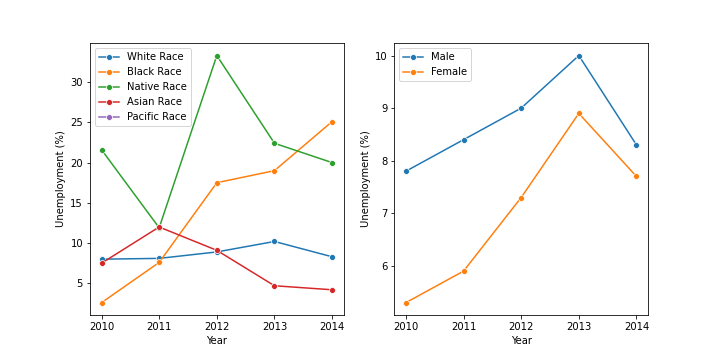 White Race
Black Race
Native Race
Asian Race
Pacific Race
30
25
20
15
10
5
Unemployment (%)
2010 2011 2012 2013 2014
Year
Male
Female
10
9
8
7
6
Unemployment (%)
2010 2011 2012 2013 2014
Year